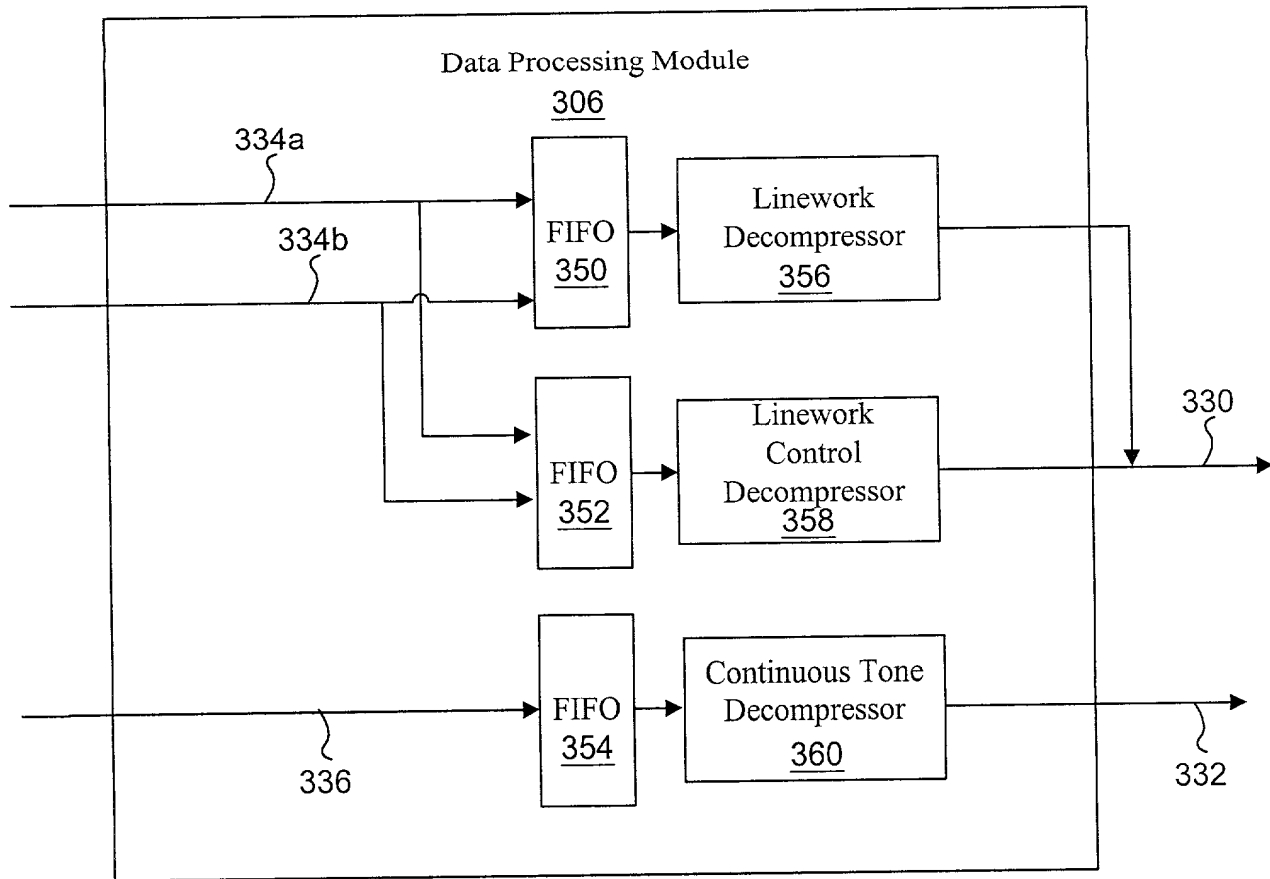 Data Processing Module
306
334a
334b
FIFO
350
Linework
Decompressor
356
FIFO
352
Linework
Control
Decompressor
358
330
FIFO
354
Continuous Tone
Decompressor
360
336
332